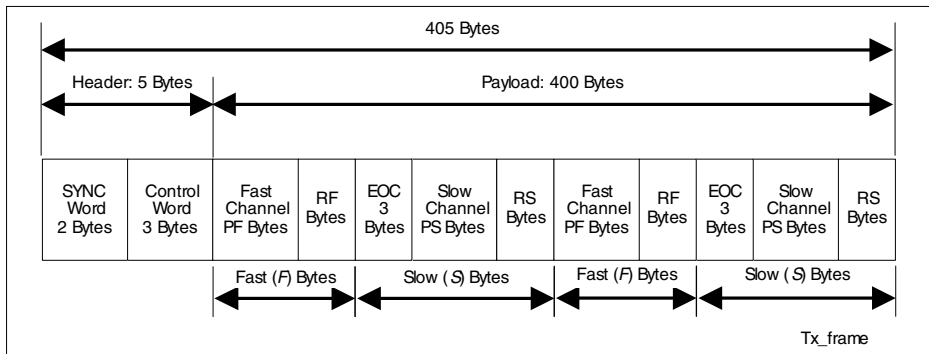 405 Bytes
Header: 5 Bytes
Payload: 400 Bytes
SYNC
Word
2 Bytes
Control
Word
3 Bytes
Fast
Channel
PF Bytes
RF
Bytes
EOC
3
Bytes
Slow
Channel
PS Bytes
RS
Bytes
Fast
Channel
PF Bytes
RF
Bytes
EOC
3
Bytes
Slow
Channel
PS Bytes
RS
Bytes
Fast (F) Bytes
Slow (S) Bytes
Fast (F) Bytes
Slow (S) Bytes
Tx_frame